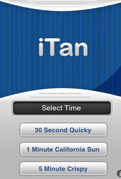 iTan
Select Time
30 Second Quicky
1 Minute California Sun
5 Minute Crispy